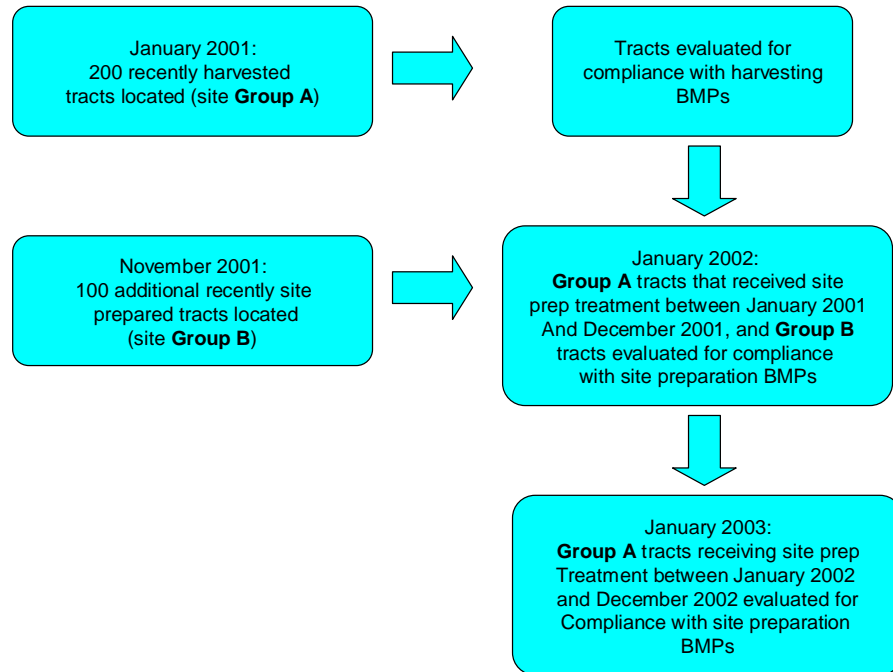 January 2001:
200 recently harvested
tracts located (site Group A)
Tracts evaluated for
compliance with harvesting
BMPs
November 2001:
100 additional recently site
prepared tracts located
(site Group B)
January 2002:
Group A tracts that received site
prep treatment between January 2001
And December 2001, and Group B
tracts evaluated for compliance
with site preparation BMPs
January 2003:
Group A tracts receiving site prep
Treatment between January 2002
and December 2002 evaluated for
Compliance with site preparation
BMPs